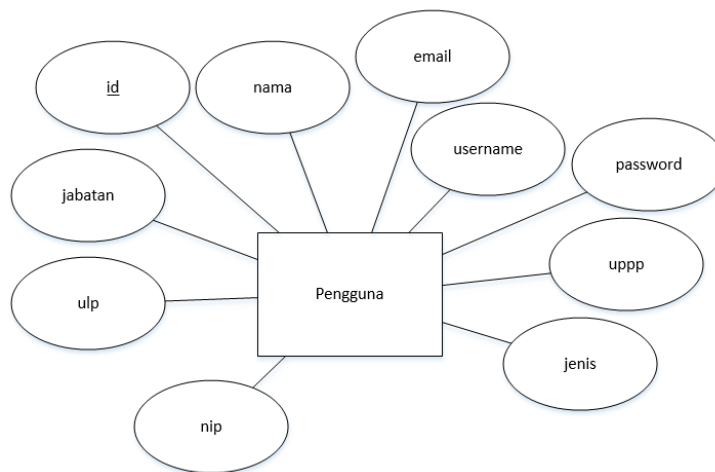 email
id
nama
username
password
jabatan
uppp
Pengguna
ulp
jenis
nip